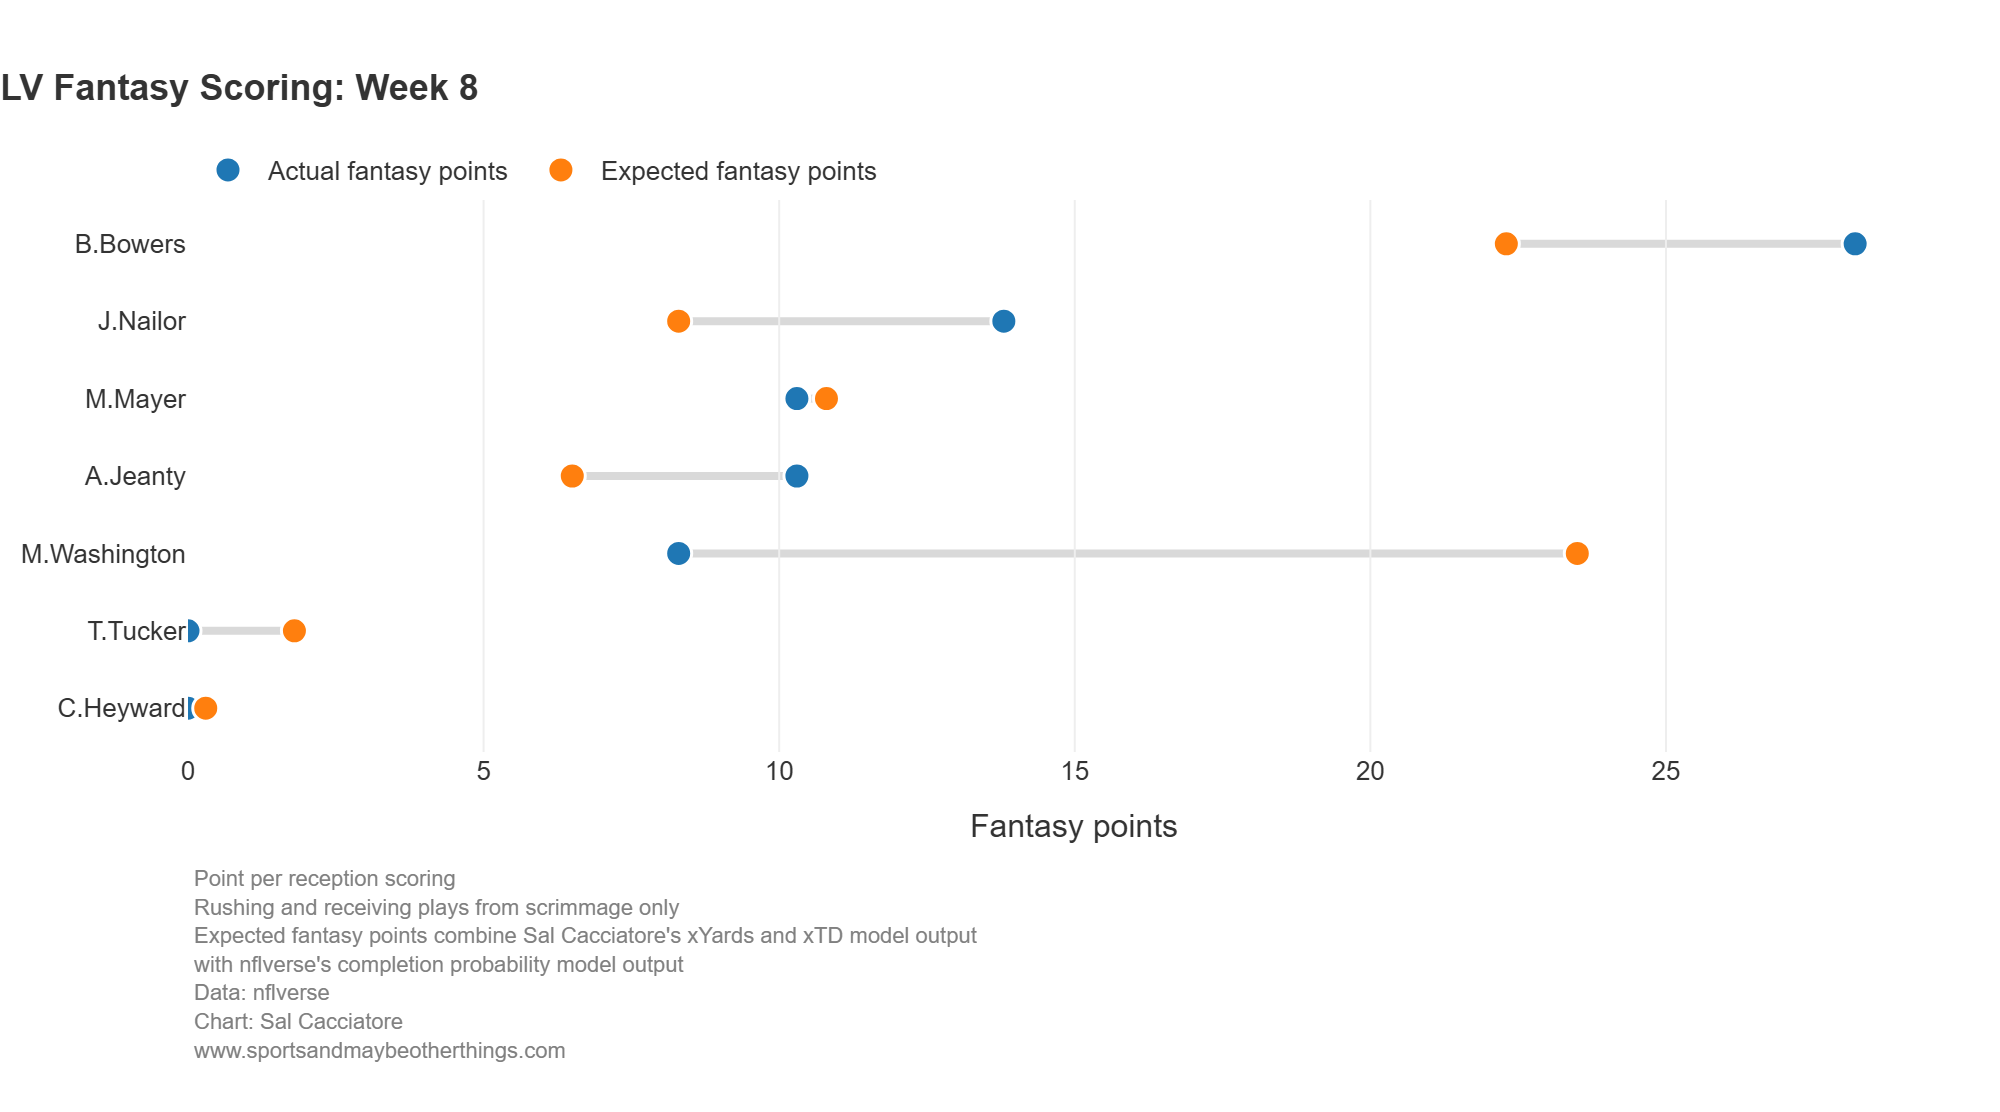 LV Fantasy Scoring: Week 8
Actual fantasy points
Expected fantasy points
B.Bowers
J.Nailor
M.Mayer
A.Jeanty
M.Washington
T.Tucker
C.Heyward
0 5 10 15 20 25
Fantasy points
Point per reception scoring
Rushing and receiving plays from scrimmage only
Expected fantasy points combine Sal Cacciatore's xYards and xTD model output
with nflverse's completion probability model output
Data: nflverse
Chart: Sal Cacciatore
www.sportsandmaybeotherthings.com